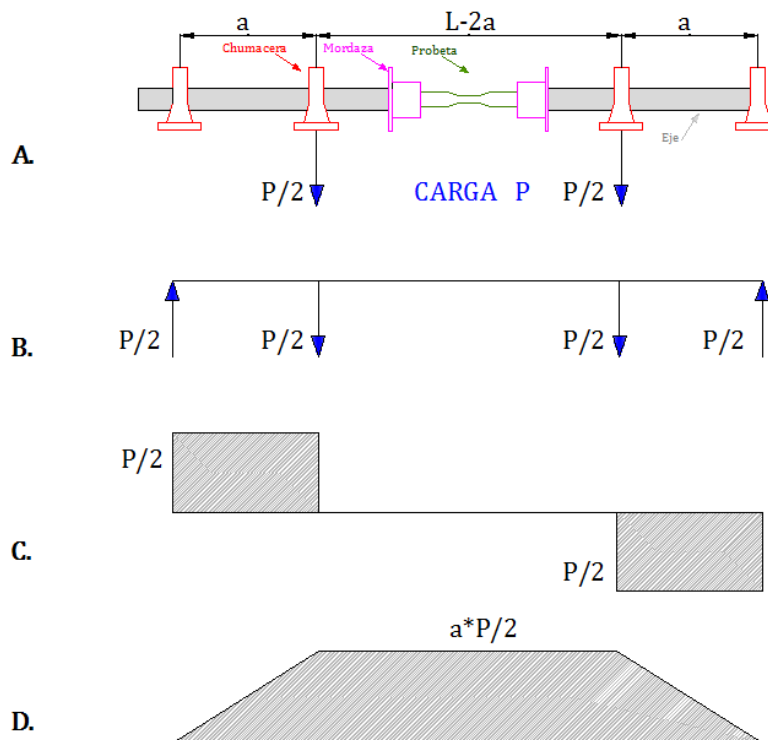 a L-2a a
Chumacera Mordaza Probeta
Eje
A.
P/2 CARGA P P/2
B. P/2 P/2 P/2 P/2
P/2
C.
P/2
a*P/2
D.